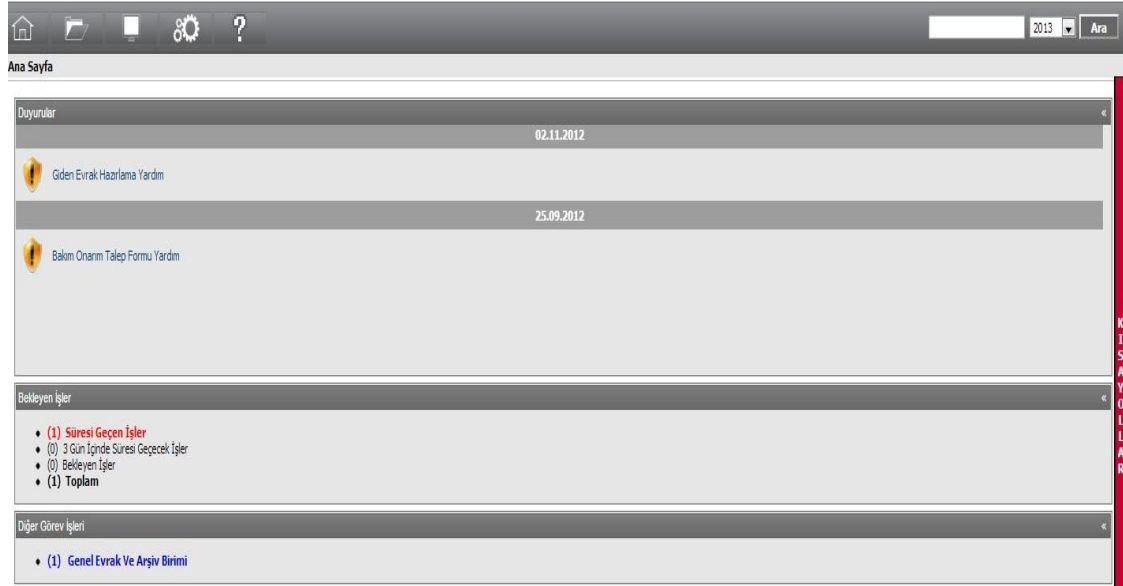 ?
2013
Ara
Ana Sayfa
Duyurular
02.11.2012
Giden Evrak Hazırlama Yardım
25.09.2012
Bakım Onarım Talep Formu Yardım
KISAYOLLAR
Bekleyen İşler
(1) Süresi Geçen İşler
(0) 3 Gün İçinde Süresi Geçecek İşler
(0) Bekleyen İşler
(1) Toplam
Diğer Görev İşleri
(1) Genel Evrak Ve Arşiv Birimi